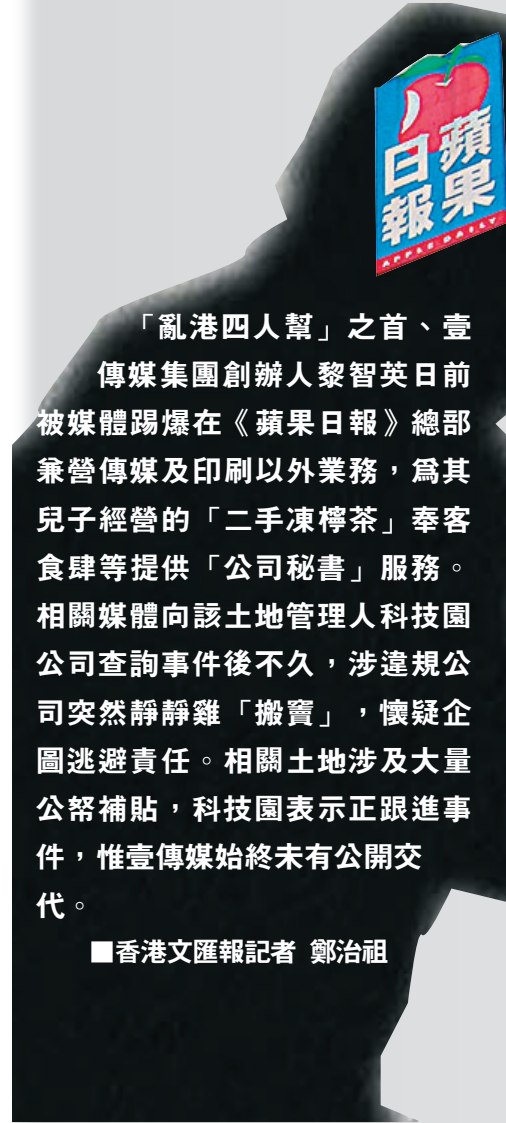 蘋果
日報
APPLE DAILY
「亂港四人幫」之首、壹
傳媒集團創辦人黎智英日前
被媒體踢爆在《蘋果日報》總部
兼營傳媒及印刷以外業務，為其
兒子經營的「二手凍檸茶」奉客
食肆等提供「公司秘書」服務。
相關媒體向該土地管理人科技園
公司查詢事件後不久，涉違規公
司突然靜靜雞「搬竇」，懷疑企
圖逃避責任。相關土地涉及大量
公帑補貼，科技園表示正跟進事
件，惟壹傳媒始終未有公開交
代。
■香港文匯報記者 鄭治祖